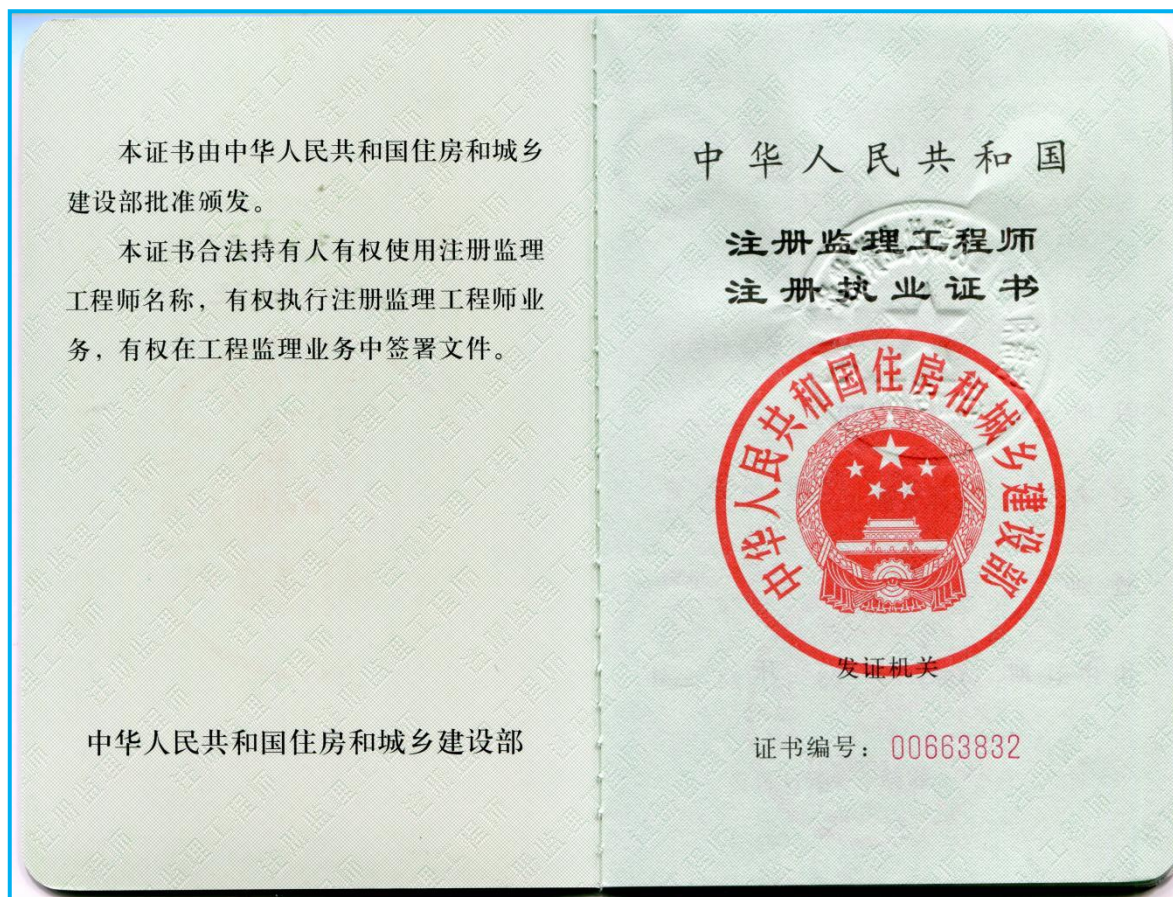 本证书由中华人民共和国住房和城乡
建设部批准颁发。
本证书合法持有人有权使用注册监理
工程师名称，有权执行注册监理工程师业
务，有权在工程监理业务中签署文件。
中华人民共和国住房和城乡建设部
中华人民共和国
注册监理工程师
注册执业证书
中华人民共和国住房和城乡建设部
发证机关
证书编号：00663832